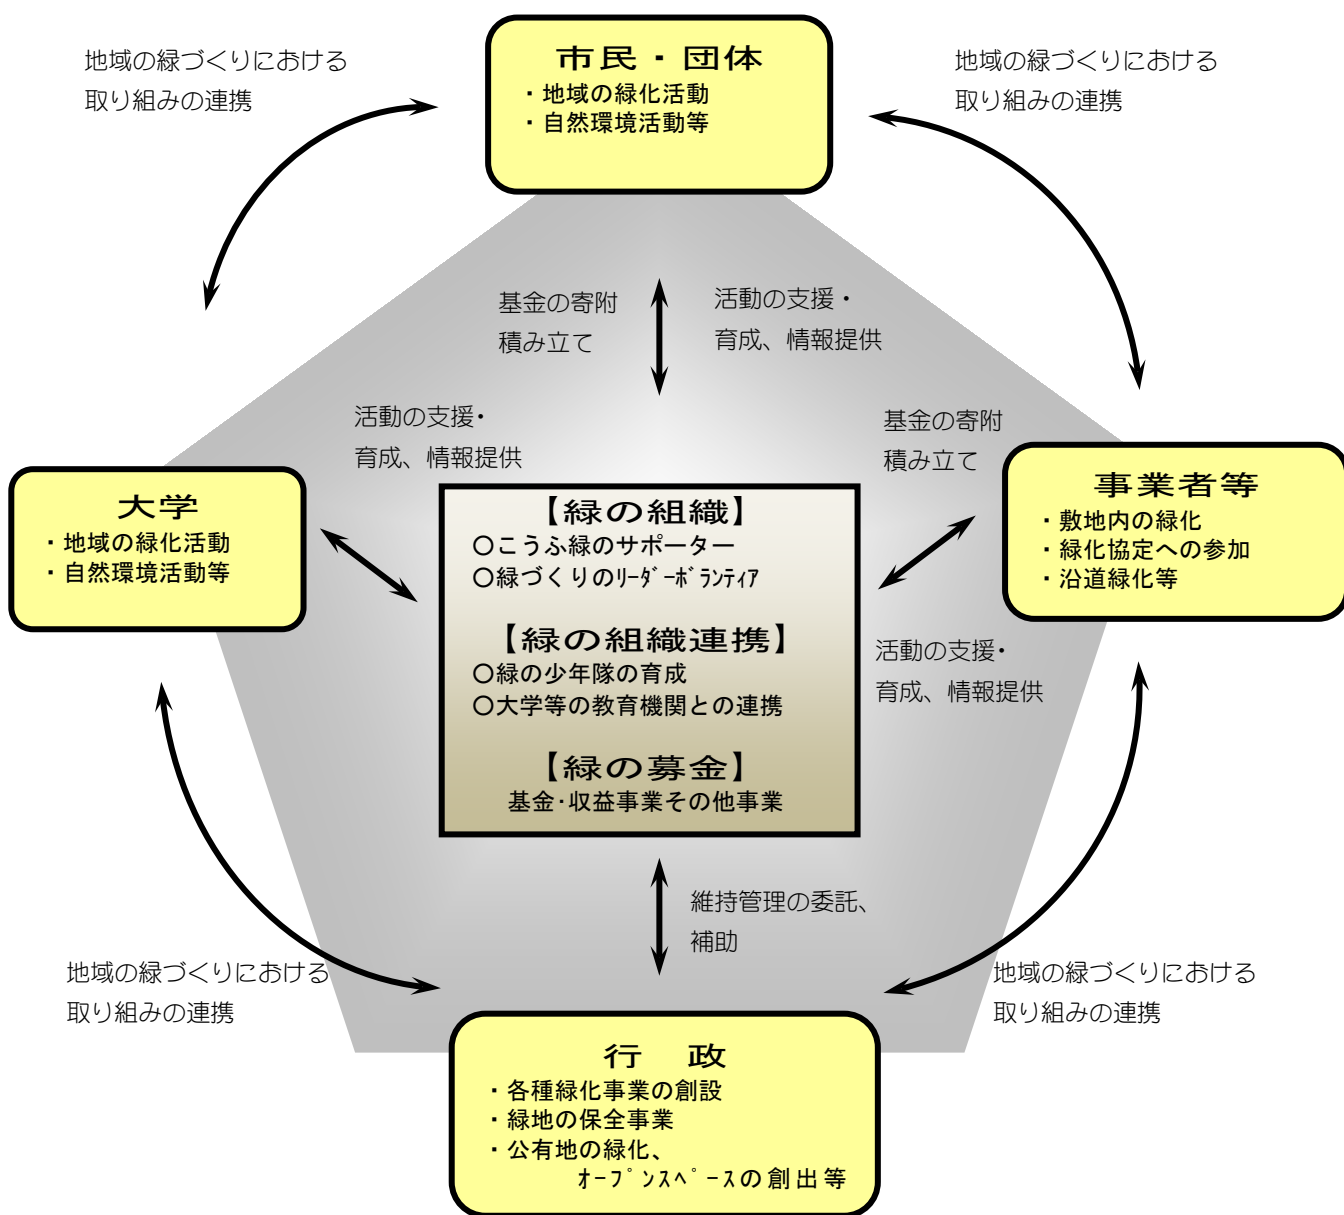 地域の緑づくりにおける
取り組みの連携
市民・団体
・地域の緑化活動
・自然環境活動等
地域の緑づくりにおける
取り組みの連携
基金の寄附
積み立て
活動の支援・
育成、情報提供
活動の支援・
育成、情報提供
基金の寄附
積み立て
大学
・地域の緑化活動
・自然環境活動等
【緑の組織】
〇こうふ緑のサポーター
〇緑づくりのﾘｰﾀﾞｰﾎﾞﾗﾝﾃｨｱ
【緑の組織連携】
〇緑の少年隊の育成
〇大学等の教育機関との連携
【緑の募金】
基金･収益事業その他事業
事業者等
・敷地内の緑化
・緑化協定への参加
・沿道緑化等
活動の支援・
育成、情報提供
維持管理の委託、
補助
地域の緑づくりにおける
取り組みの連携
地域の緑づくりにおける
取り組みの連携
行　政
・各種緑化事業の創設
・緑地の保全事業
・公有地の緑化、
ｵｰﾌﾟﾝｽﾍﾟｰｽの創出等